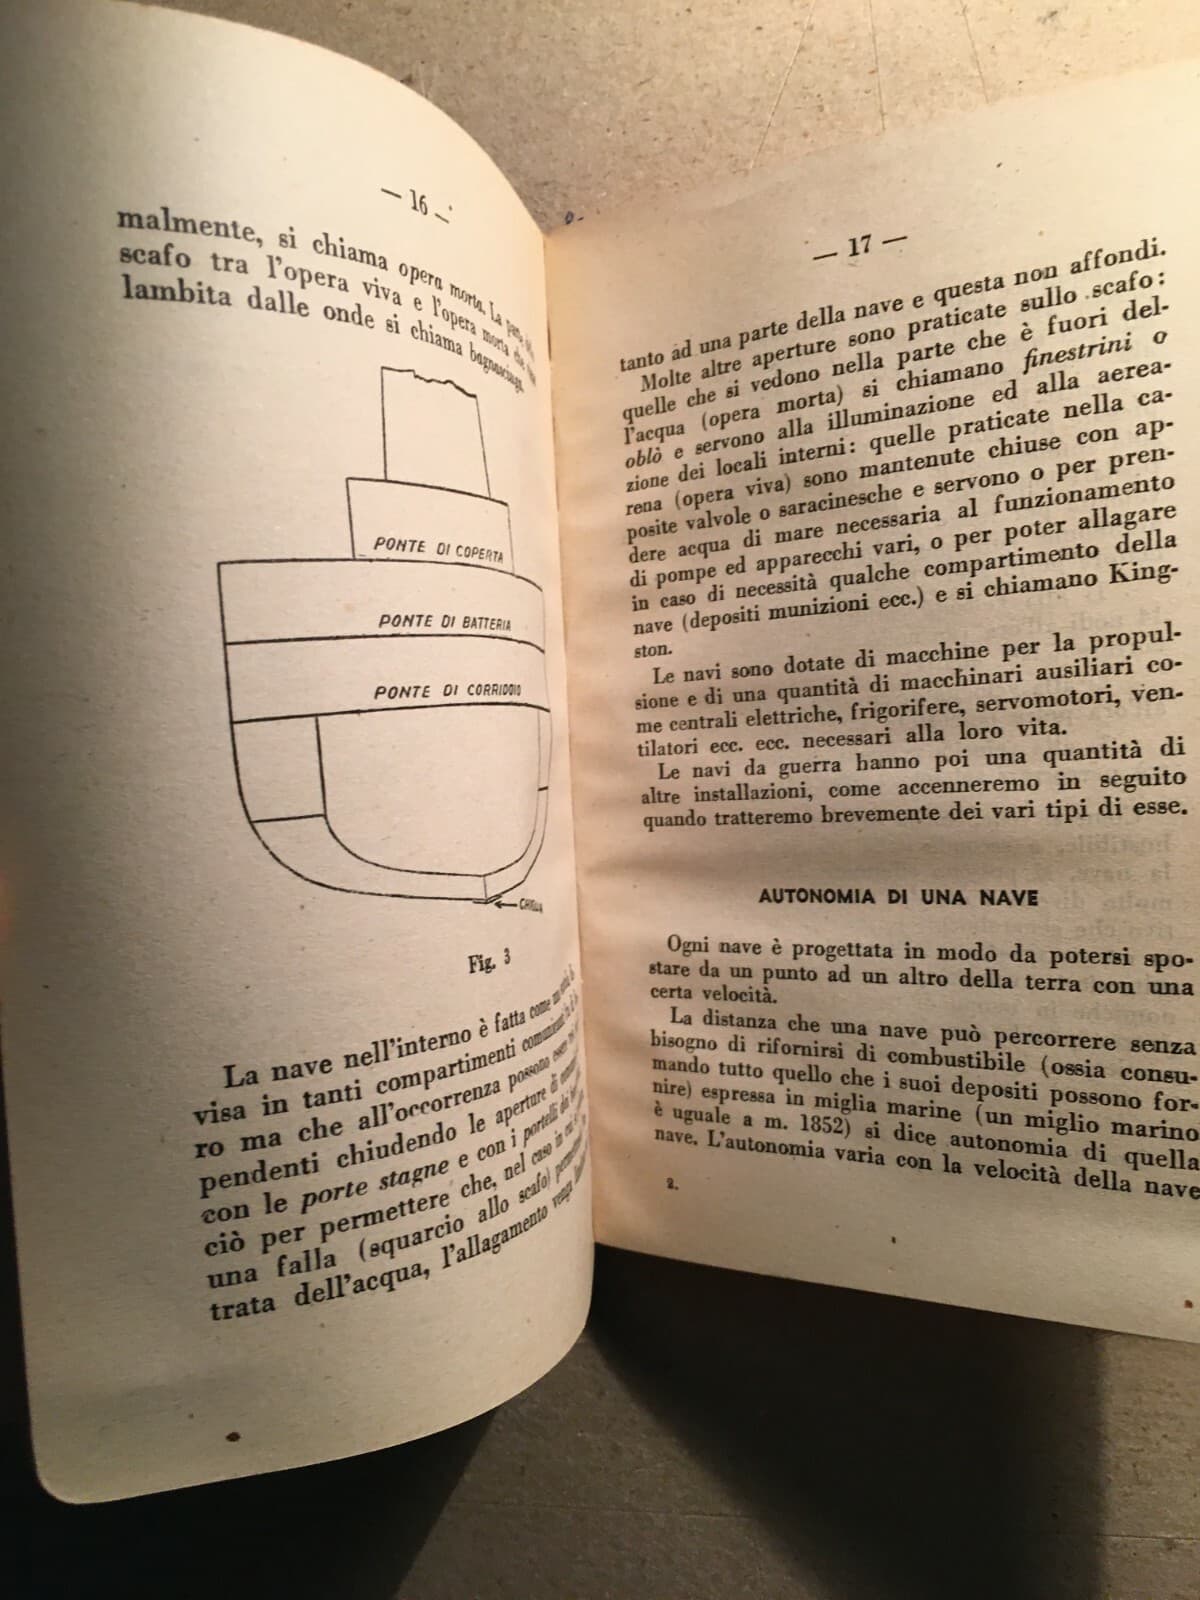 — 16 —
malmente, si chiama opera morta. La parte
scafo tra l'opera viva e l'opera morta che
lambita dalle onde si chiama bagnasciuga.
PONTE DI COPERTA
PONTE DI BATTERIA
PONTE DI CORRIDOIO
CHIGLIA
Fig. 3
La nave nell'interno è fatta come
visa in tanti compartimenti comunicanti
ro ma che all'occorrenza possono essere
pendenti chiudendo le aperture di
con le porte stagne e con i portelli
ciò per permettere che, nel caso in cui
una falla (squarcio allo scafo)
trata dell'acqua, l'allagamento venga
— 17 —
tanto ad una parte della nave e questa non affondi.
Molte altre aperture sono praticate sullo scafo:
quelle che si vedono nella parte che è fuori del-
l'acqua (opera morta) si chiamano finestrini o
oblò e servono alla illuminazione ed alla aerea-
zione dei locali interni: quelle praticate nella ca-
rena (opera viva) sono mantenute chiuse con ap-
posite valvole o saracinesche e servono o per pren-
dere acqua di mare necessaria al funzionamento
di pompe ed apparecchi vari, o per poter allagare
in caso di necessità qualche compartimento della
nave (depositi munizioni ecc.) e si chiamano King-
ston.
Le navi sono dotate di macchine per la propul-
sione e di una quantità di macchinari ausiliari co-
me centrali elettriche, frigorifere, servomotori, ven-
tilatori ecc. ecc. necessari alla loro vita.
Le navi da guerra hanno poi una quantità di
altre installazioni, come accenneremo in seguito
quando tratteremo brevemente dei vari tipi di esse.
AUTONOMIA DI UNA NAVE
Ogni nave è progettata in modo da potersi spo-
stare da un punto ad un altro della terra con una
certa velocità.
La distanza che una nave può percorrere senza
bisogno di rifornirsi di combustibile (ossia consu-
mando tutto quello che i suoi depositi possono for-
nire) espressa in miglia marine (un miglio marino
è uguale a m. 1852) si dice autonomia di quella
nave. L'autonomia varia con la velocità della nave
2.